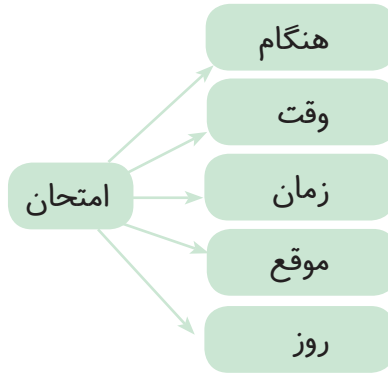 هنگام
وقت
زمان
موقع
روز
امتحان